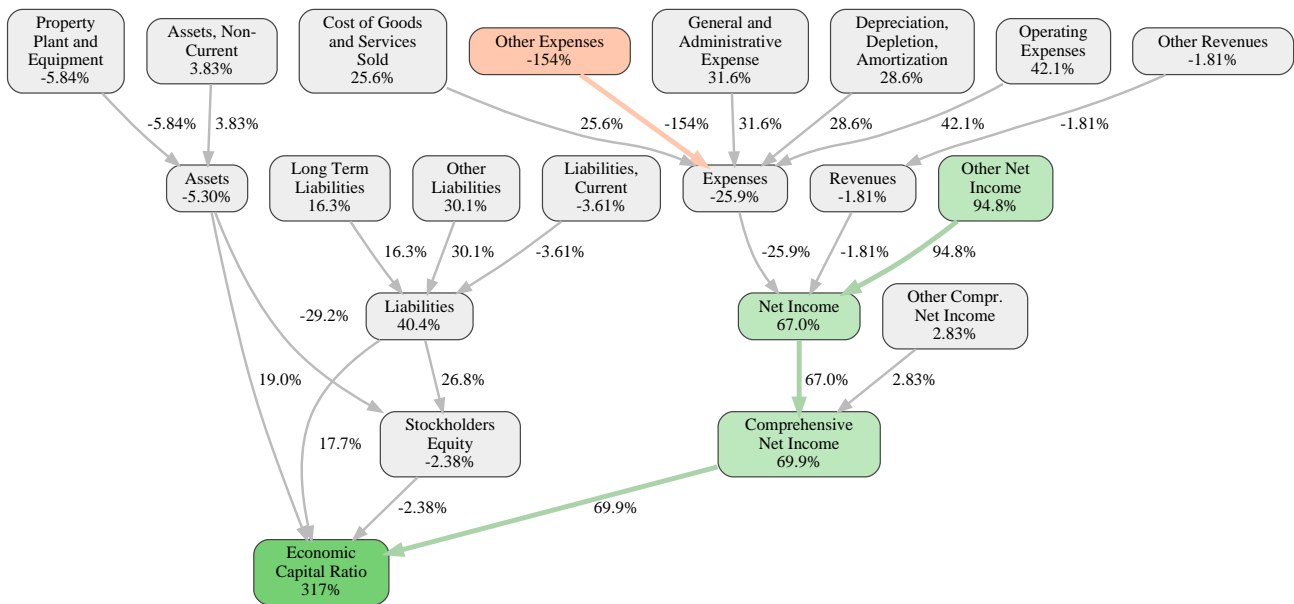 Property
Plant and
Equipment
-5.84%
Assets, Non-
Current
3.83%
Cost of Goods
and Services
Sold
25.6%
Other Expenses
-154%
General and
Administrative
Expense
31.6%
Depreciation,
Depletion,
Amortization
28.6%
Operating
Expenses
42.1%
Other Revenues
-1.81%
-5.84%
3.83%
25.6%
-154%
31.6%
28.6%
42.1%
-1.81%
Assets
-5.30%
Long Term
Liabilities
16.3%
Other
Liabilities
30.1%
Liabilities,
Current
-3.61%
Expenses
-25.9%
Revenues
-1.81%
Other Net
Income
94.8%
16.3%
30.1%
-3.61%
-25.9%
-1.81%
94.8%
-29.2%
Liabilities
40.4%
Net Income
67.0%
Other Compr.
Net Income
2.83%
19.0%
26.8%
67.0%
2.83%
17.7%
Stockholders
Equity
-2.38%
Comprehensive
Net Income
69.9%
-2.38%
69.9%
Economic
Capital Ratio
317%